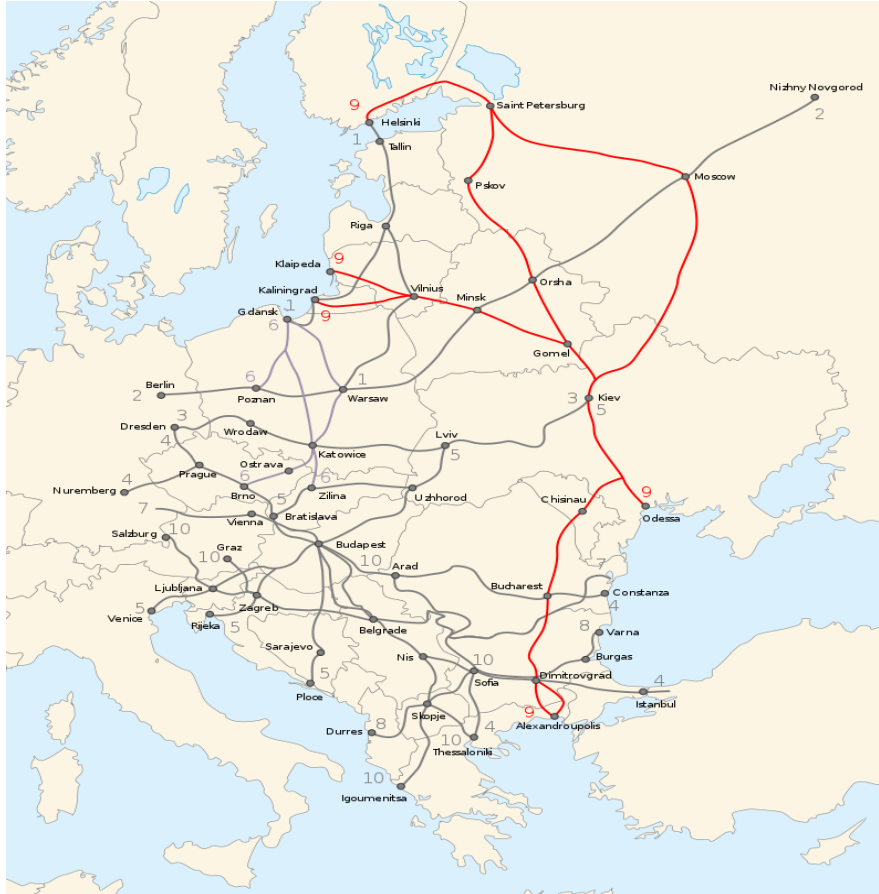 Nizhny Novgorod
2
9
Saint Petersburg
Helsinki
1
Tallin
Moscow
Pskov
Riga
Klaipeda
9
Orsha
Kaliningrad
Vilnius
Minsk
1
9
Gdansk
6
Gomel
Berlin
2
6
Poznan
1
Warsaw
3
5
Kiev
Dresden
3
4
Wrodaw
Lviv
5
Katowice
Ostrava
Prague
6
Brno
4
Nuremberg
6
Zilina
5
Uzhhorod
Chisinau
9
Odessa
7
Vienna
Bratislava
Salzburg
10
Graz
10
Budapest
10
Arad
Bucharest
Constanza
4
Ljubljana
Zagreb
Venice
5
Rijeka
5
Belgrade
8
Varna
Sarajevo
5
Nis
10
Sofia
Burgas
Dimitrovgrad
4
Istanbul
Ploce
Skopje
9
Alexandroupolis
Durres
8
4
10
Thessaloniki
10
Igoumenitsa